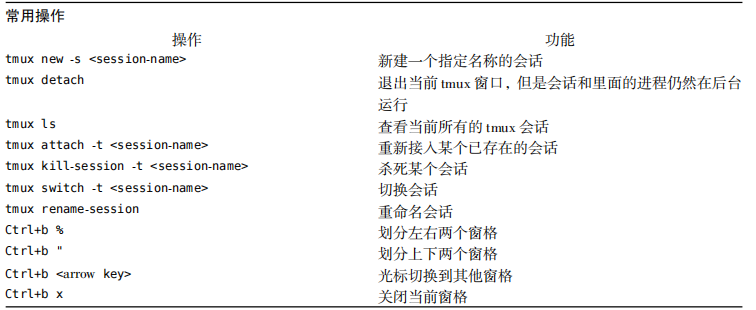 常用操作
操作 功能
tmux new -s <session-name> 新建一个指定名称的会话
tmux detach 退出当前 tmux 窗口，但是会话和里面的进程仍然在后台
运行
tmux ls 查看当前所有的 tmux 会话
tmux attach -t <session-name> 重新接入某个已存在的会话
tmux kill-session -t <session-name> 杀死某个会话
tmux switch -t <session-name> 切换会话
tmux rename-session 重命名会话
Ctrl+b % 划分左右两个窗格
Ctrl+b " 划分上下两个窗格
Ctrl+b <arrow key> 光标切换到其他窗格
Ctrl+b x 关闭当前窗格